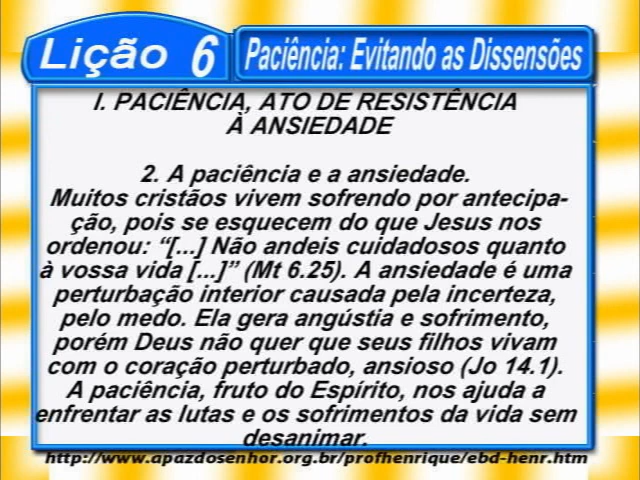 Lição 6
Paciência: Evitando as Dissensões
I. PACIÊNCIA, ATO DE RESISTÊNCIA
À ANSIEDADE
2. A paciência e a ansiedade.
Muitos cristãos vivem sofrendo por antecipa-
ção, pois se esquecem do que Jesus nos
ordenou: “[...] Não andeis cuidadosos quanto
à vossa vida [...]” (Mt 6.25). A ansiedade é uma
perturbação interior causada pela incerteza,
pelo medo. Ela gera angústia e sofrimento,
porém Deus não quer que seus filhos vivam
com o coração perturbado, ansioso (Jo 14.1).
A paciência, fruto do Espírito, nos ajuda a
enfrentar as lutas e os sofrimentos da vida sem
desanimar.
http://www.apazdosenhor.org.br/profhenrique/ebd-henr.htm